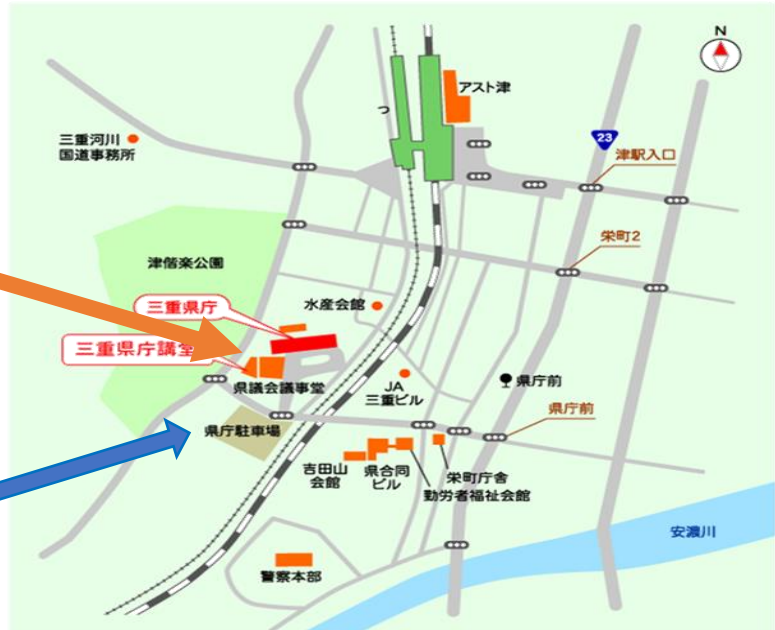 N
アスト津
つ
23
三重河川
国道事務所
津駅入口
栄町2
津偕楽公園
水産会館
三重県庁
三重県庁講堂
県議会議事堂
JA
三重ビル
県庁前
県庁前
県庁駐車場
吉田山
会館
県合同
ビル
栄町庁舎
勤労者福祉会館
安濃川
警察本部